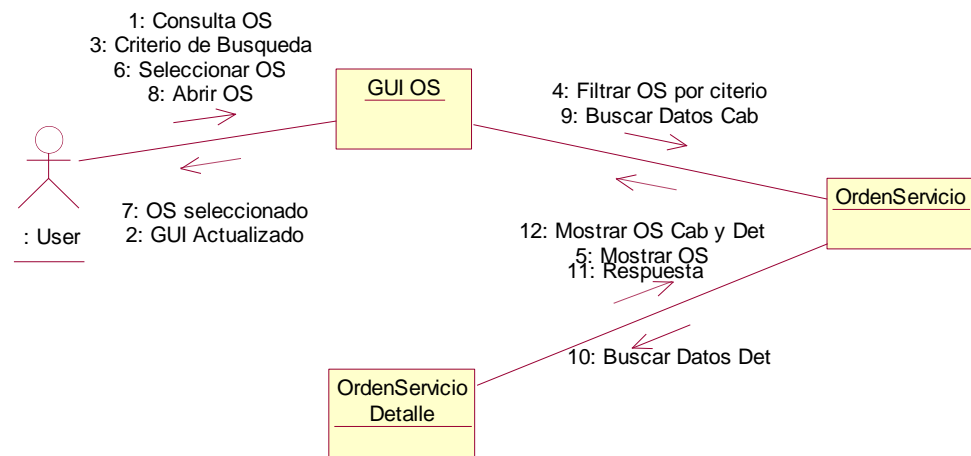 1: Consulta OS
3: Criterio de Busqueda
6: Seleccionar OS
8: Abrir OS
GUI OS
4: Filtrar OS por citerio
9: Buscar Datos Cab
: User
7: OS seleccionado
2: GUI Actualizado
OrdenServicio
12: Mostrar OS Cab y Det
5: Mostrar OS
11: Respuesta
10: Buscar Datos Det
OrdenServicio
Detalle